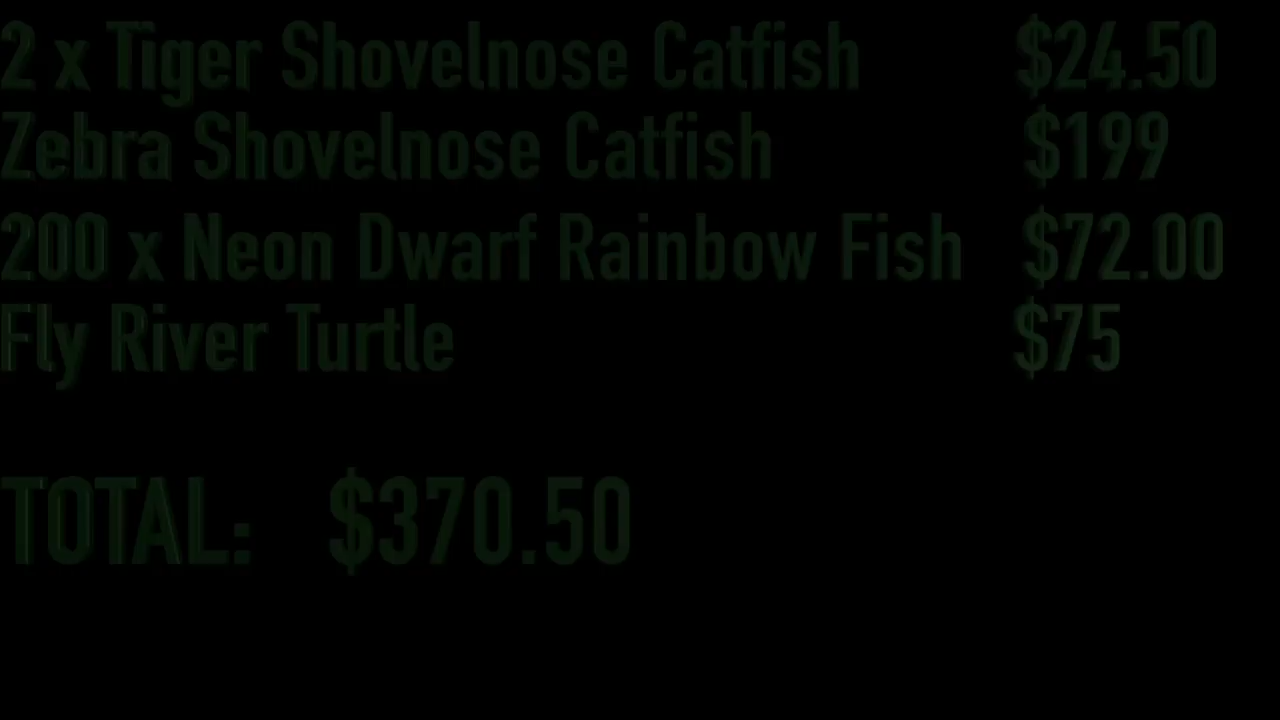 2 x Tiger Shovelnose Catfish $24.50
Zebra Shovelnose Catfish $199
200 x Neon Dwarf Rainbow Fish $72.00
Fly River Turtle $75
TOTAL: $370.50